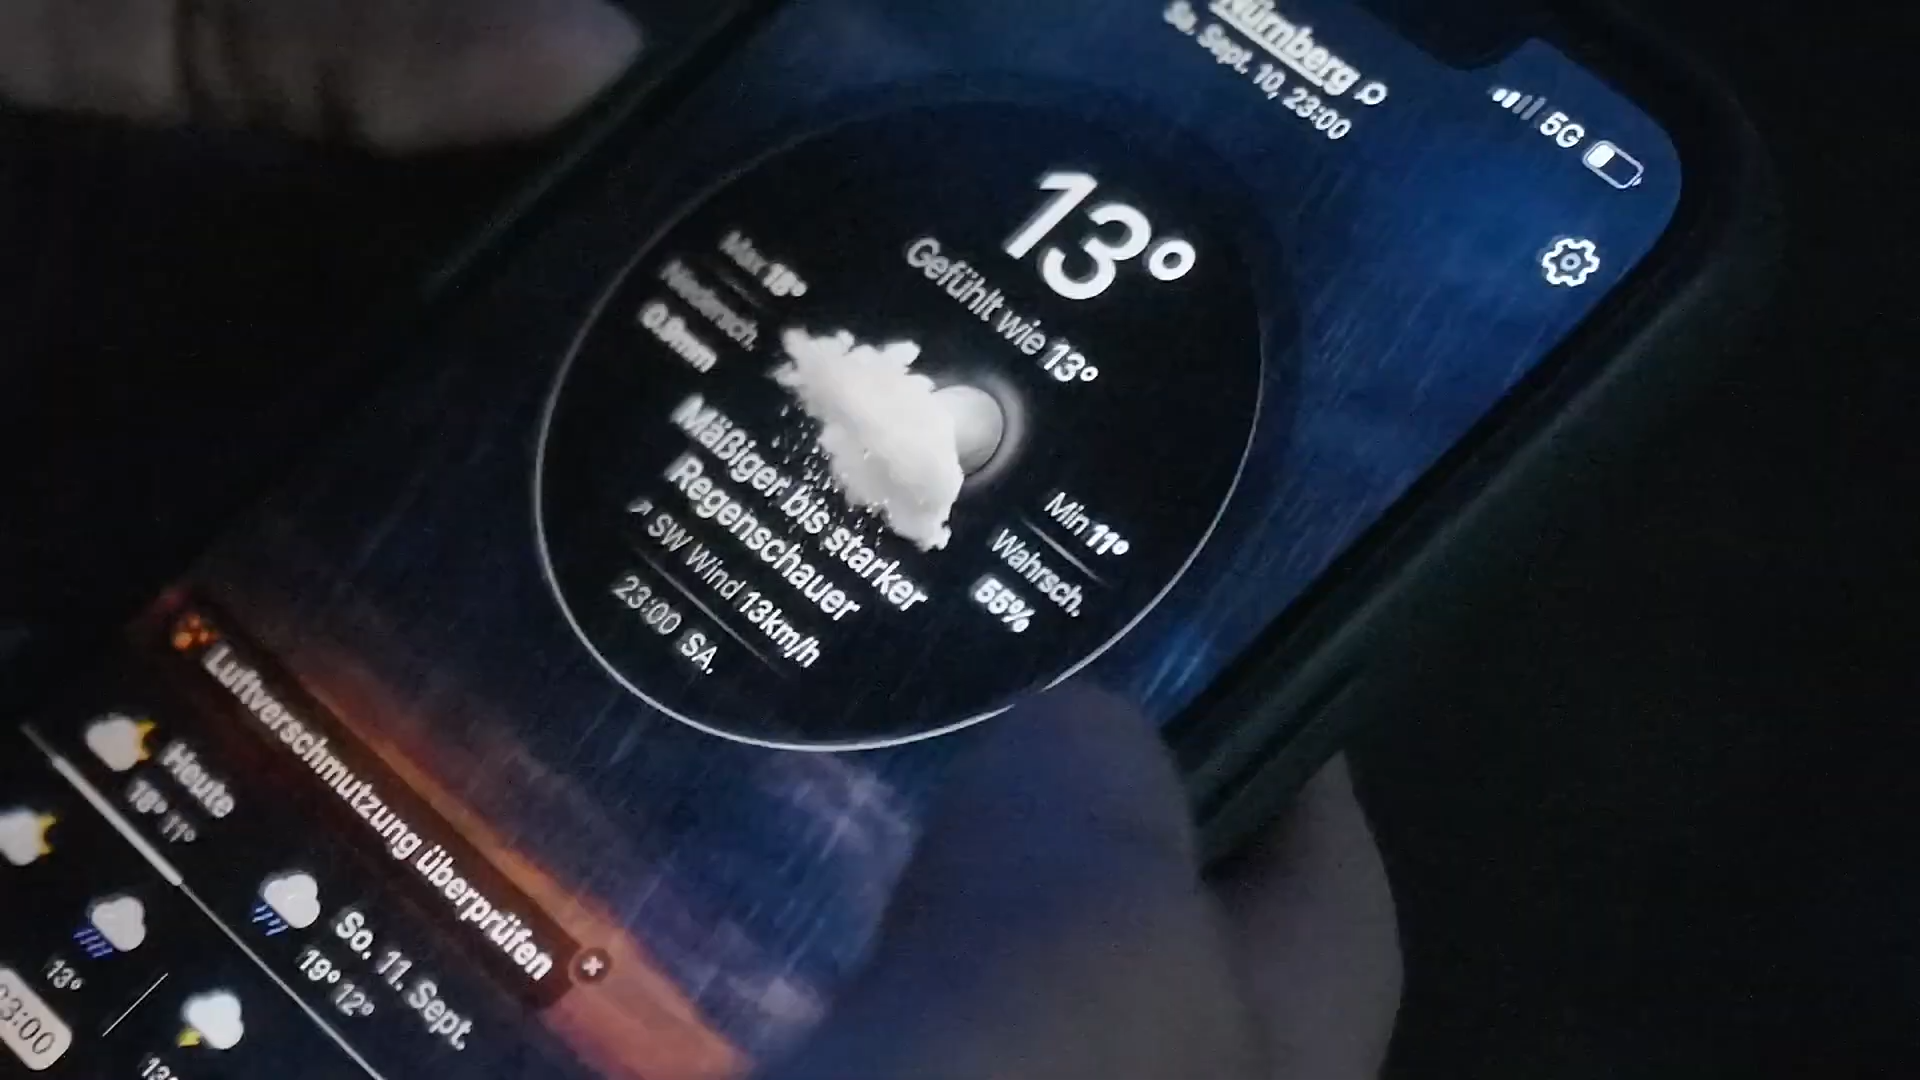 Nürnberg
Sa. Sept. 10, 23:00
5G
13°
Gefühlt wie 13°
Max 18°
Niedersch.
0.9mm
Min 11°
Wahrsch.
55%
Mäßiger bis starker
Regenschauer
SW Wind 13km/h
23:00 SA.
Luftverschmutzung überprüfen
Heute
18° 11°
So. 11. Sept.
19° 12°
13°